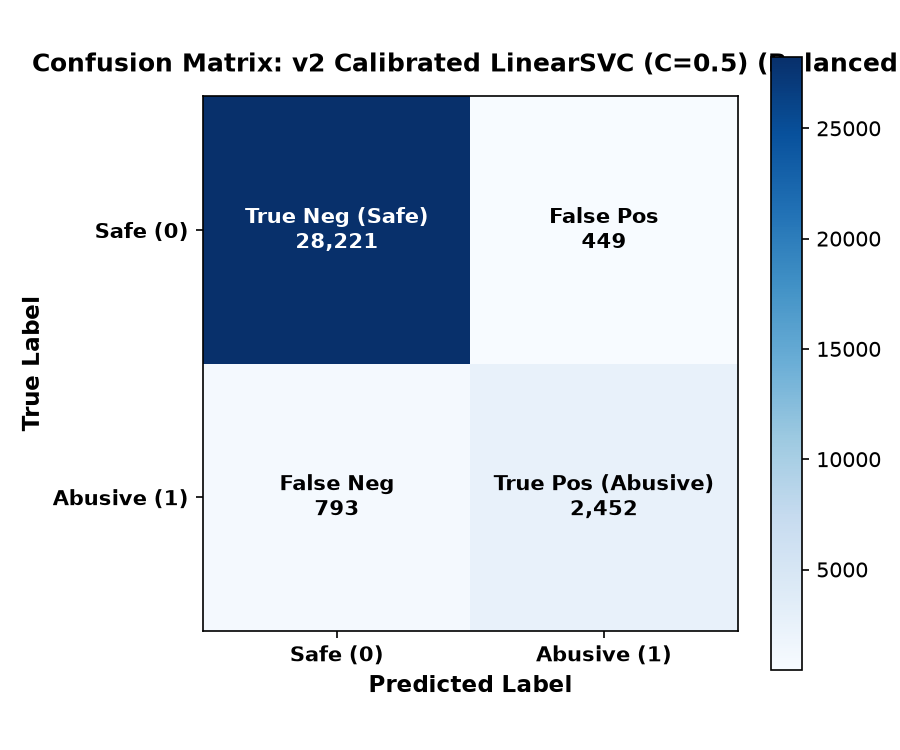 Confusion Matrix: v2 Calibrated LinearSVC (C=0.5) (Balanced
True Neg (Safe)
28,221
False Pos
449
False Neg
793
True Pos (Abusive)
2,452
Safe (0)
Abusive (1)
True Label
Safe (0)
Abusive (1)
Predicted Label
25000
20000
15000
10000
5000